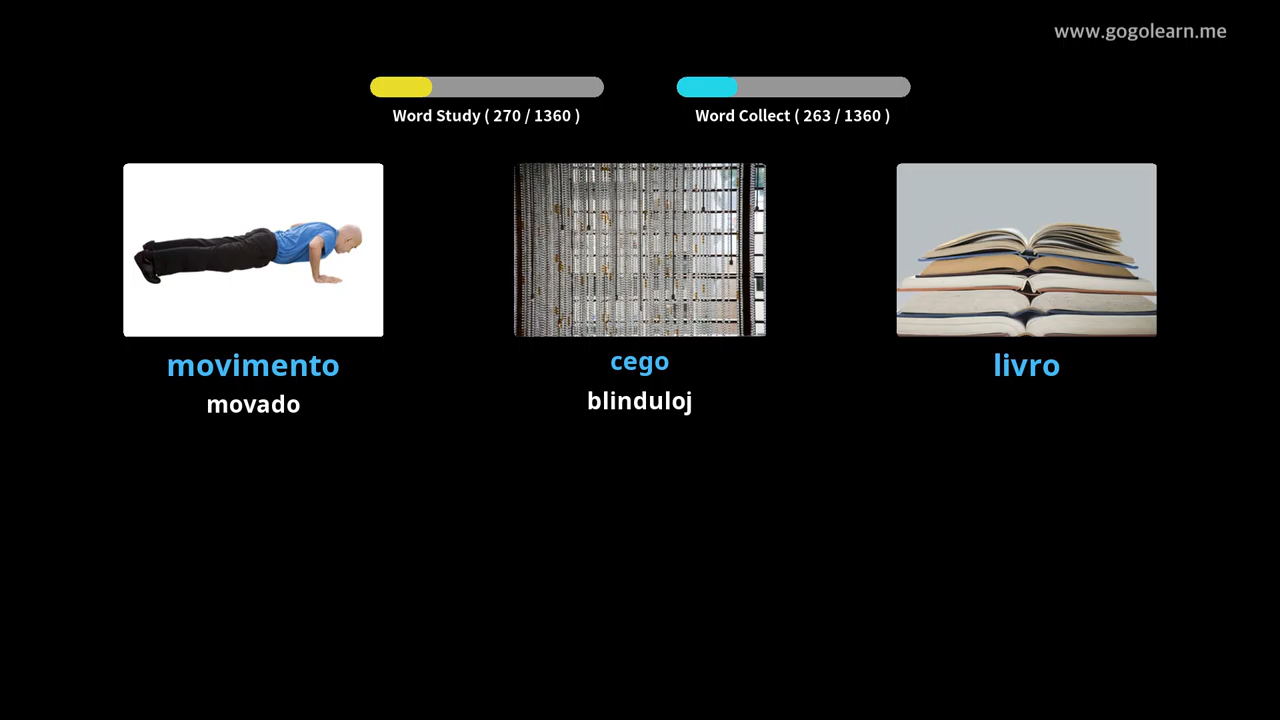 www.gogolearn.me
Word Study ( 270 / 1360 )
Word Collect ( 263 / 1360 )
movimento
movado
cego
blinduloj
livro